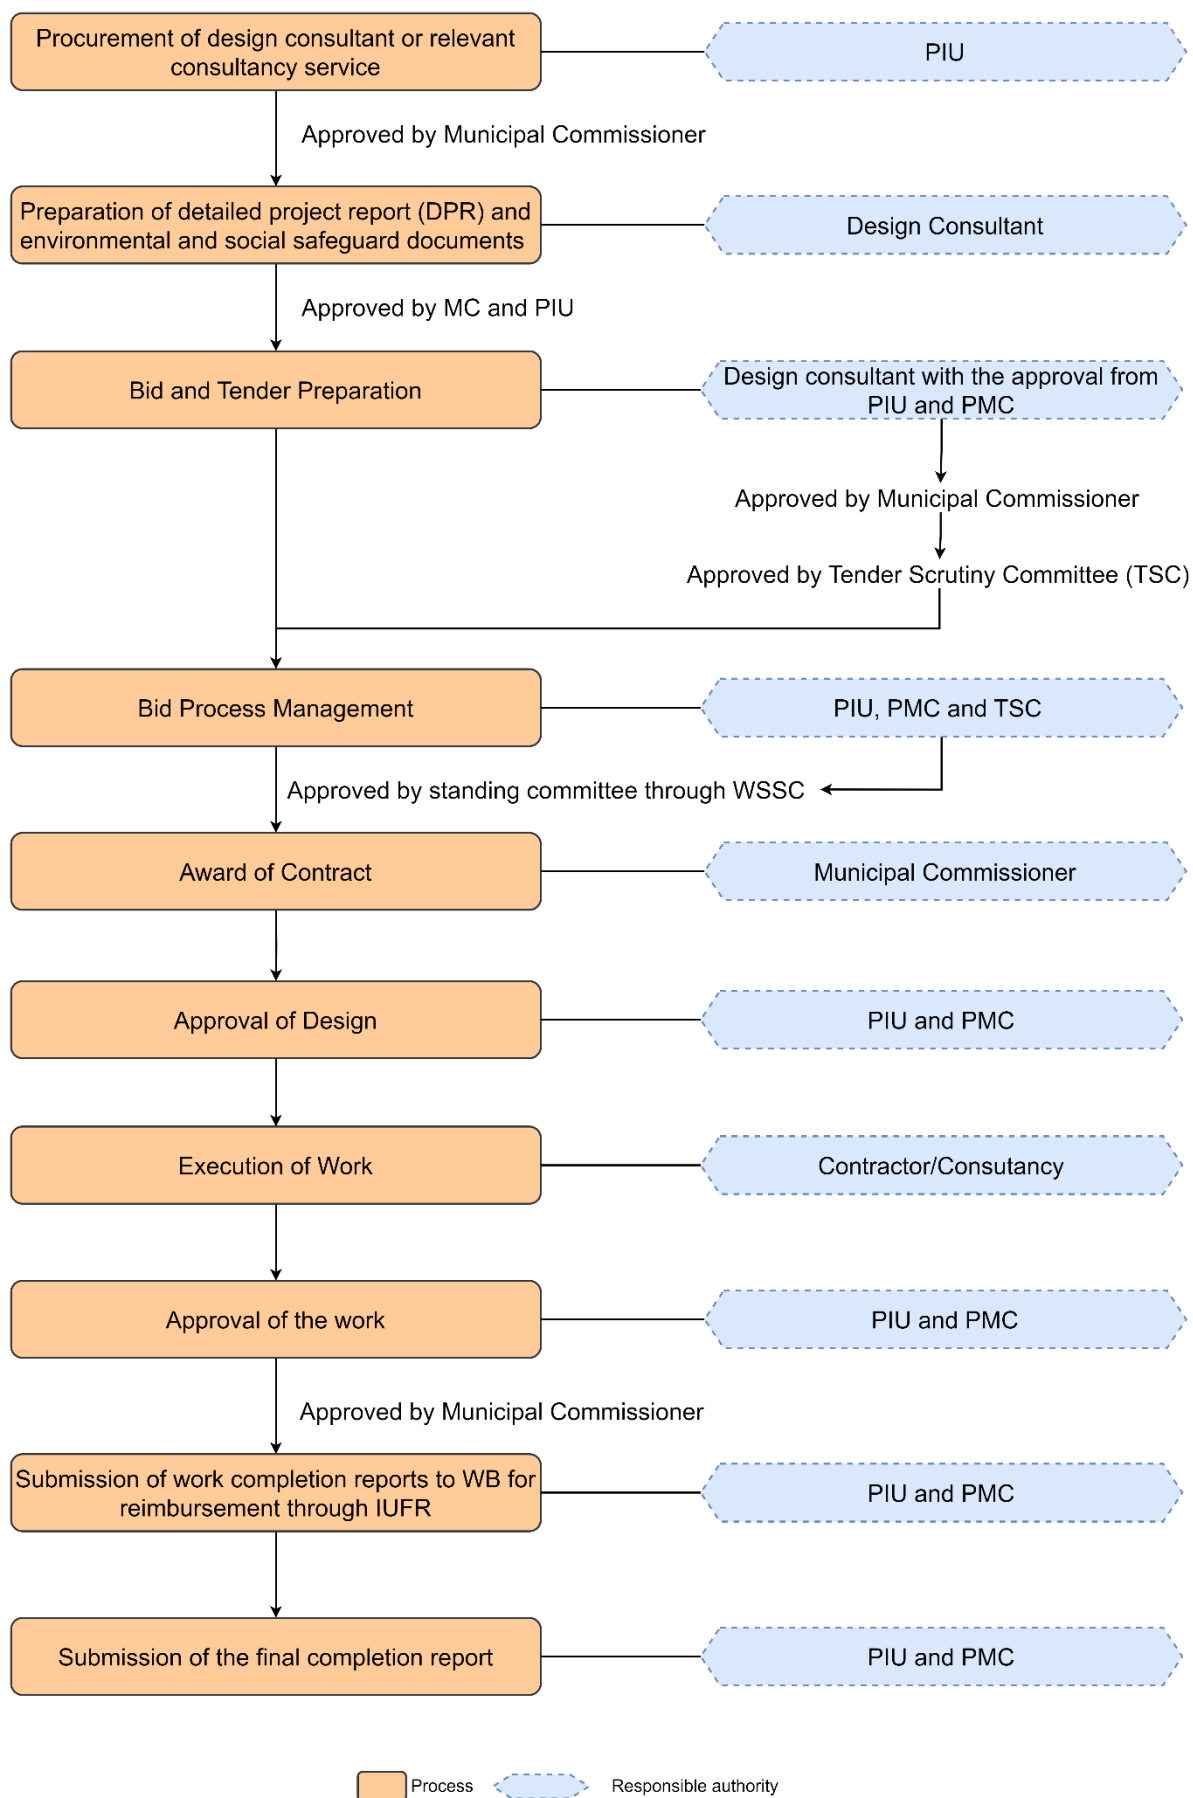 Procurement of design consultant or relevant
consultancy service
PIU
Approved by Municipal Commissioner
Preparation of detailed project report (DPR) and
environmental and social safeguard documents
Design Consultant
Approved by MC and PIU
Bid and Tender Preparation
Design consultant with the approval from
PIU and PMC
Approved by Municipal Commissioner
Approved by Tender Scrutiny Committee (TSC)
Bid Process Management
PIU, PMC and TSC
Approved by standing committee through WSSC
Award of Contract
Municipal Commissioner
Approval of Design
PIU and PMC
Execution of Work
Contractor/Consutancy
Approval of the work
PIU and PMC
Approved by Municipal Commissioner
Submission of work completion reports to WB for
reimbursement through IUFR
PIU and PMC
Submission of the final completion report
PIU and PMC
Process
Responsible authority